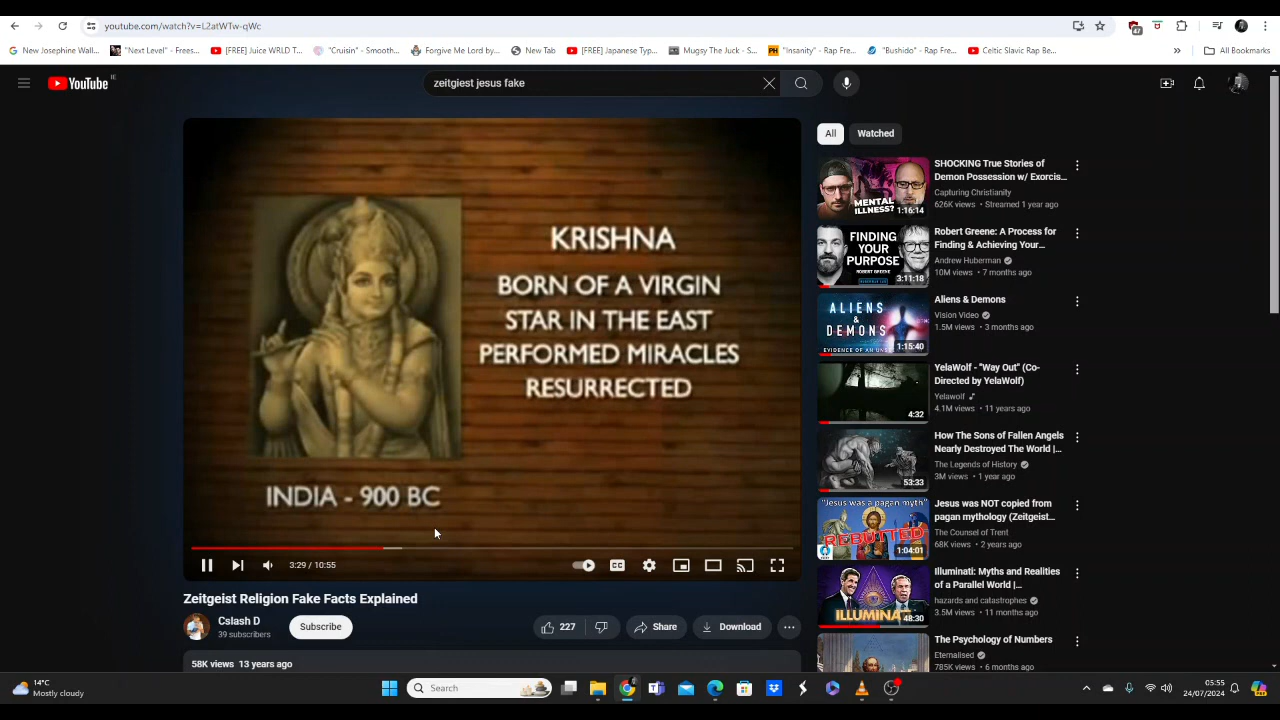 youtube.com/watch?v=L2atWTw-qWc
47
New Josephine Wall...
"Next Level" - Frees...
[FREE] Juice WRLD T...
"Cruisin" - Smooth...
Forgive Me Lord by...
New Tab
[FREE] Japanese Typ...
Mugsy The Juck - S...
"Insanity" - Rap Fre...
"Bushido" - Rap Fre...
Celtic Slavic Rap Be...
»
All Bookmarks
YouTube IE
zeitgiest jesus fake
KRISHNA
BORN OF A VIRGIN
STAR IN THE EAST
PERFORMED MIRACLES
RESURRECTED
INDIA - 900 BC
3:29 / 10:55
CC
Zeitgeist Religion Fake Facts Explained
Cslash D
39 subscribers
Subscribe
227
Share
Download
58K views 13 years ago
All
Watched
MENTAL
ILLNESS?
1:16:14
SHOCKING True Stories of
Demon Possession w/ Exorcis...
Capturing Christianity
626K views • Streamed 1 year ago
FINDING
YOUR
PURPOSE
3:11:18
Robert Greene: A Process for
Finding & Achieving Your...
Andrew Huberman
10M views • 7 months ago
ALIENS
&
DEMONS
1:15:40
Aliens & Demons
Vision Video
1.5M views • 3 months ago
4:32
YelaWolf - "Way Out" (Co-
Directed by YelaWolf)
Yelawolf
4.1M views • 11 years ago
53:33
How The Sons of Fallen Angels
Nearly Destroyed The World |...
The Legends of History
3M views • 1 year ago
"Jesus was a pagan myth"
REBUTTED
1:04:01
Jesus was NOT copied from
pagan mythology (Zeitgeist...
The Counsel of Trent
68K views • 2 years ago
ILLUMINATI
48:30
Illuminati: Myths and Realities
of a Parallel World |...
hazards and catastrophes
3.5M views • 11 months ago
The Psychology of Numbers
Eternalised
785K views • 6 months ago
14°C
Mostly cloudy
Search
05:55
24/07/2024